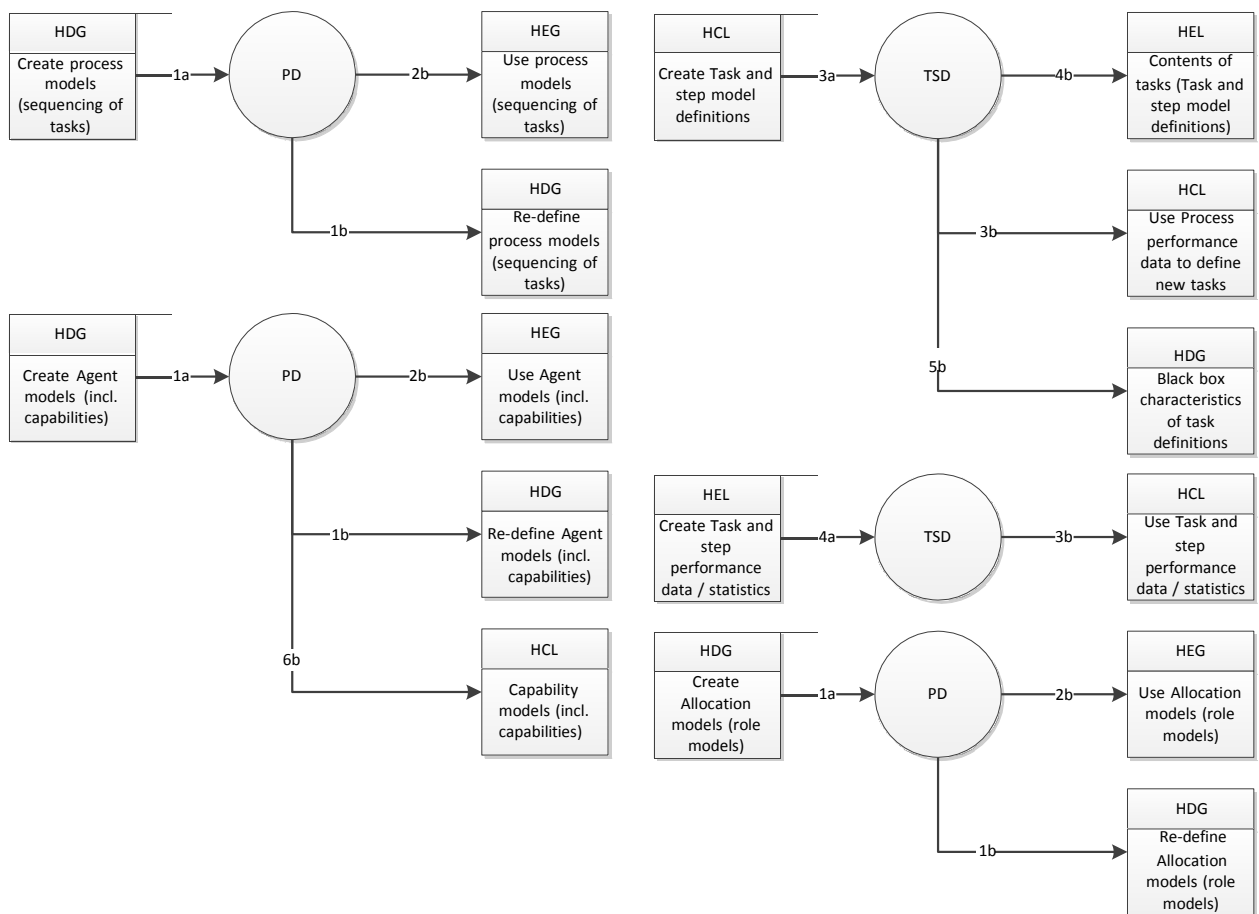 HDG
Create process
models
(sequencing of
tasks)
1a
PD
2b
HEG
Use process
models
(sequencing of
tasks)
1b
HDG
Re-define
process models
(sequencing of
tasks)
HDG
Create Agent
models (incl.
capabilities)
1a
PD
2b
HEG
Use Agent
models (incl.
capabilities)
1b
HDG
Re-define Agent
models (incl.
capabilities)
6b
HCL
Capability
models (incl.
capabilities)
HCL
Create Task and
step model
definitions
3a
TSD
4b
HEL
Contents of
tasks (Task and
step model
definitions)
3b
HCL
Use Process
performance
data to define
new tasks
5b
HDG
Black box
characteristics
of task
definitions
HEL
Create Task and
step
performance
data / statistics
4a
TSD
3b
HCL
Use Task and
step
performance
data / statistics
HDG
Create
Allocation
models (role
models)
1a
PD
2b
HEG
Use Allocation
models (role
models)
1b
HDG
Re-define
Allocation
models (role
models)